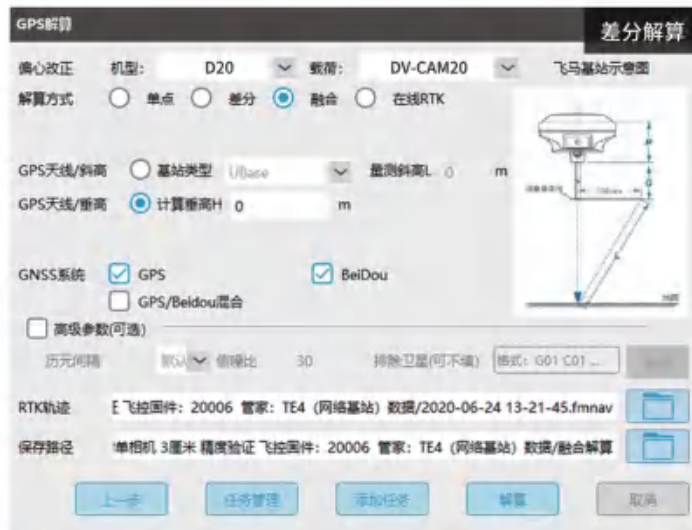 GPS解算
差分解算
偏心改正 机型: D20 载荷: DV-CAM20 飞马基站示意图
解算方式 单点 差分 融合 在线RTK
GPS天线/斜高 基站类型 UBase 量测斜高L 0 m
GPS天线/垂高 计算垂高H 0 m
GNSS系统 GPS BeiDou
GPS/Beidou混合
高级参数(可选)
历元间隔 默认 信噪比 30 排除卫星(可不填) 格式: G01 C01 ...
RTK轨迹 E 飞控固件: 20006 管家: TE4 (网络基站) 数据/2020-06-24 13-21-45.fmnav
保存路径 单相机 3厘米 精度验证 飞控固件: 20006 管家: TE4 (网络基站) 数据/融合解算
上一步 任务管理 添加任务 解算 取消